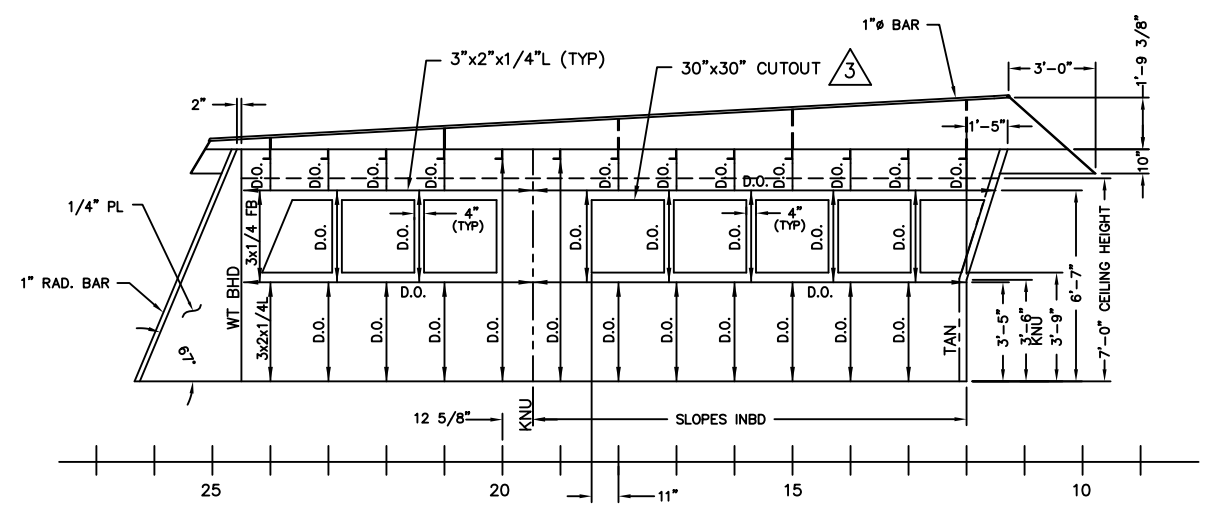 1"ø BAR
3"x2"x1/4"L (TYP)
30"x30" CUTOUT
3
3'-0"
1'-9 3/8"
2"
1'-5"
10"
D.O.
D.O.
D.O.
D.O.
D.O.
D.O.
D.O.
D.O.
D.O.
D.O.
D.O.
D.O.
D.O.
1/4" PL
3x1/4 FB
D.O.
D.O.
D.O.
4"
(TYP)
D.O.
D.O.
D.O.
4"
(TYP)
D.O.
D.O.
1" RAD. BAR
WT BHD
D.O.
D.O.
67°
3x2x1/4L
D.O.
D.O.
D.O.
D.O.
D.O.
D.O.
D.O.
D.O.
D.O.
D.O.
D.O.
TAN
3'-5"
3'-6"
KNU
3'-9"
6'-7"
7'-0" CEILING HEIGHT
12 5/8"
KNU
SLOPES INBD
25
20
11"
15
10